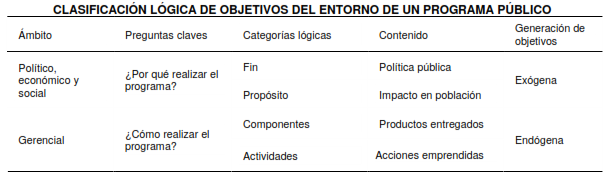 CLASIFICACIÓN LÓGICA DE OBJETIVOS DEL ENTORNO DE UN PROGRAMA PÚBLICO
Ámbito
Preguntas claves
Categorías lógicas
Contenido
Generación de
objetivos
Político,
económico y
social
¿Por qué realizar el
programa?
Fin
Política pública
Propósito
Impacto en población
Exógena
Gerencial
¿Cómo realizar el
programa?
Componentes
Productos entregados
Actividades
Acciones emprendidas
Endógena